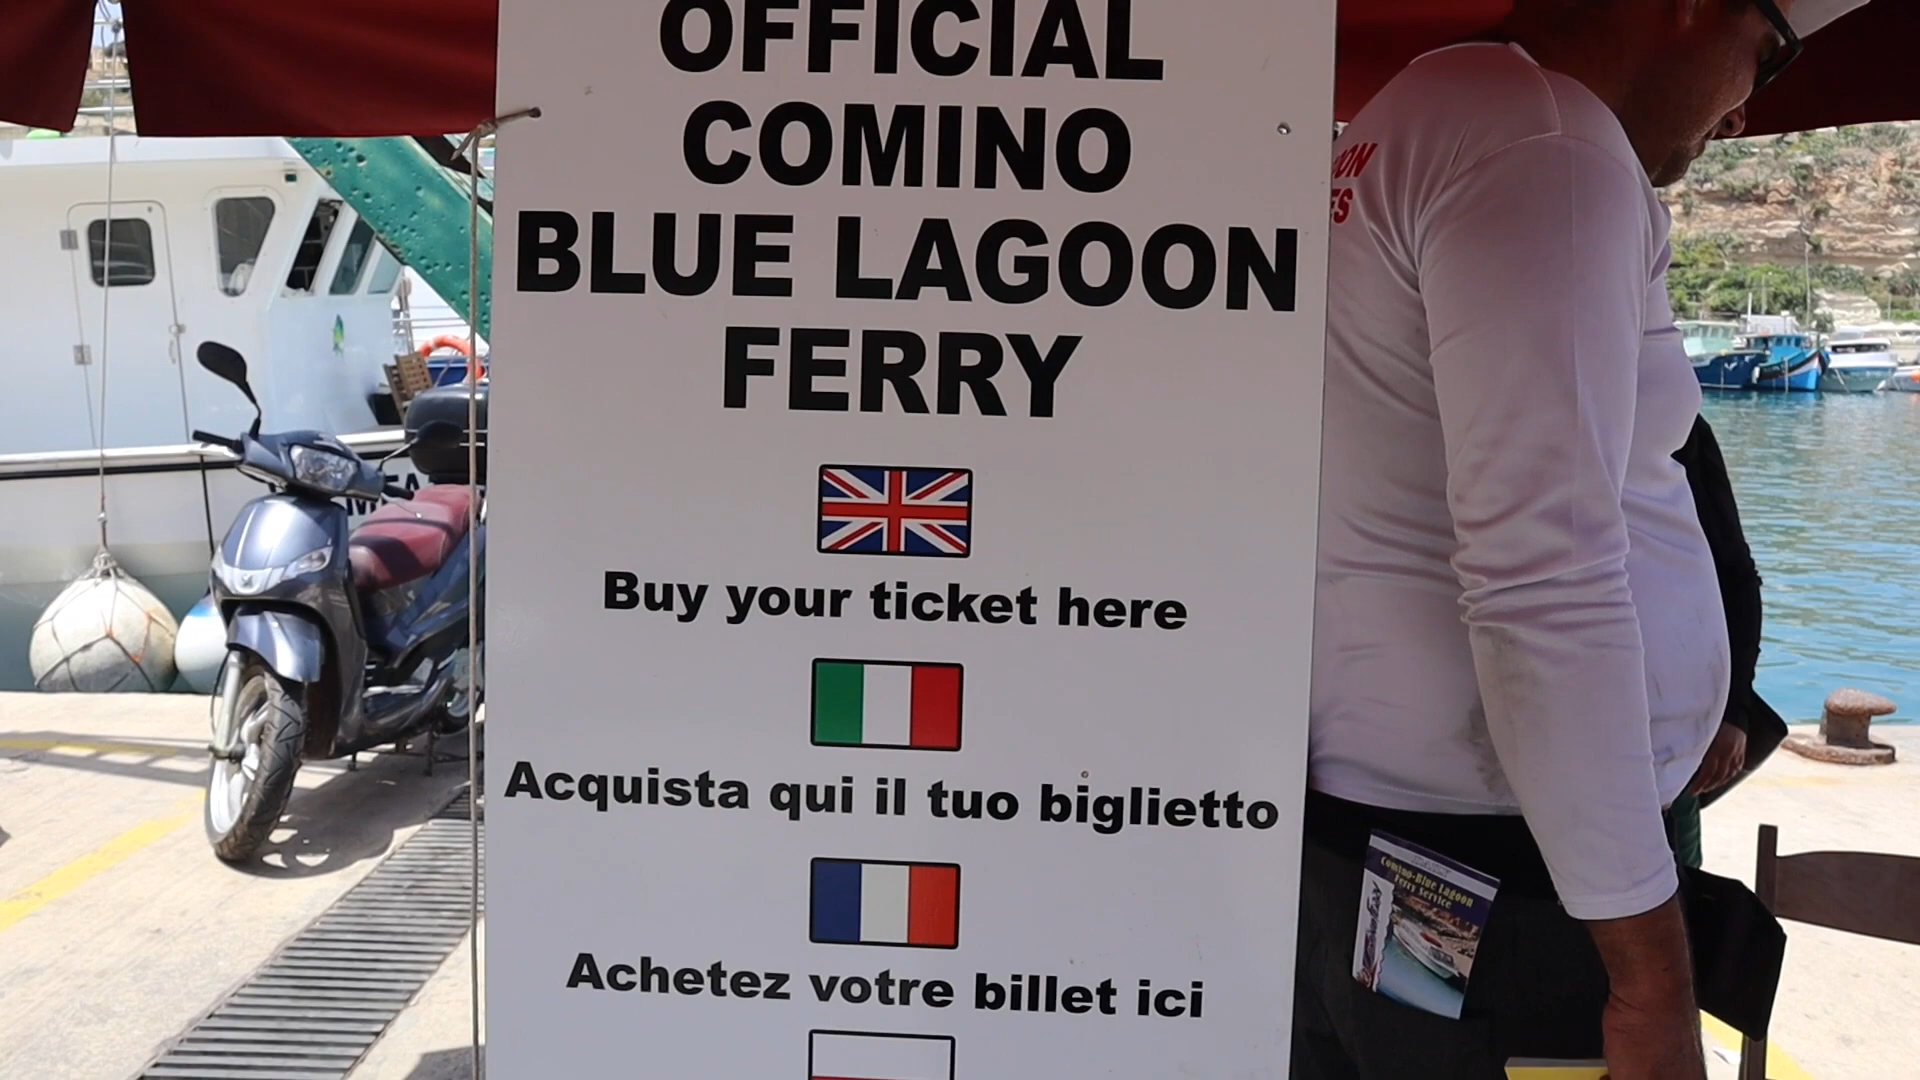 OFFICIAL
COMINO
BLUE LAGOON
FERRY
Buy your ticket here
Acquista qui il tuo biglietto
Achetez votre billet ici
Comino-Blue Lagoon
Ferry Service